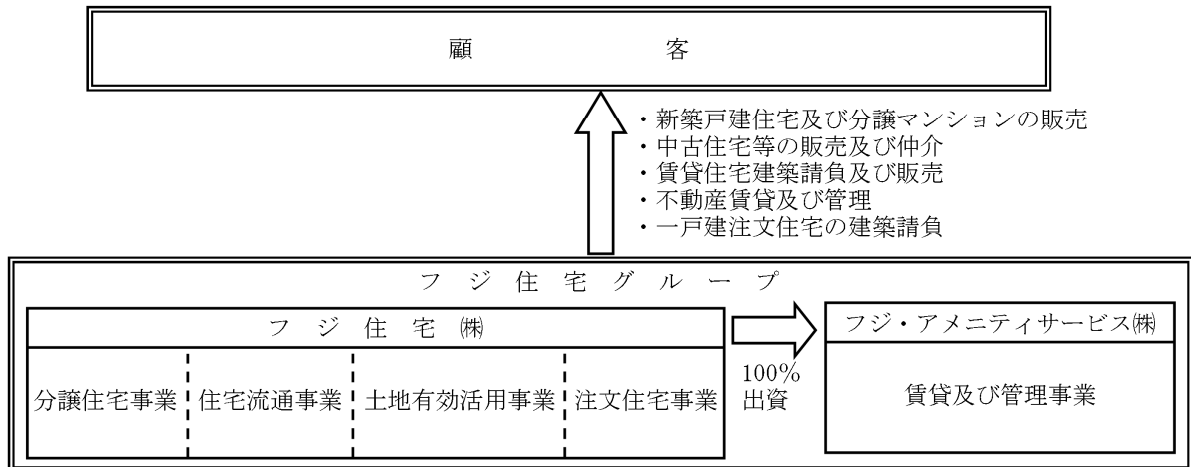 顧客
・新築戸建住宅及び分譲マンションの販売
・中古住宅等の販売及び仲介
・賃貸住宅建築請負及び販売
・不動産賃貸及び管理
・一戸建注文住宅の建築請負
フジ住宅グループ
フジ住宅㈱
分譲住宅事業
住宅流通事業
土地有効活用事業
注文住宅事業
100%
出資
フジ・アメニティサービス㈱
賃貸及び管理事業